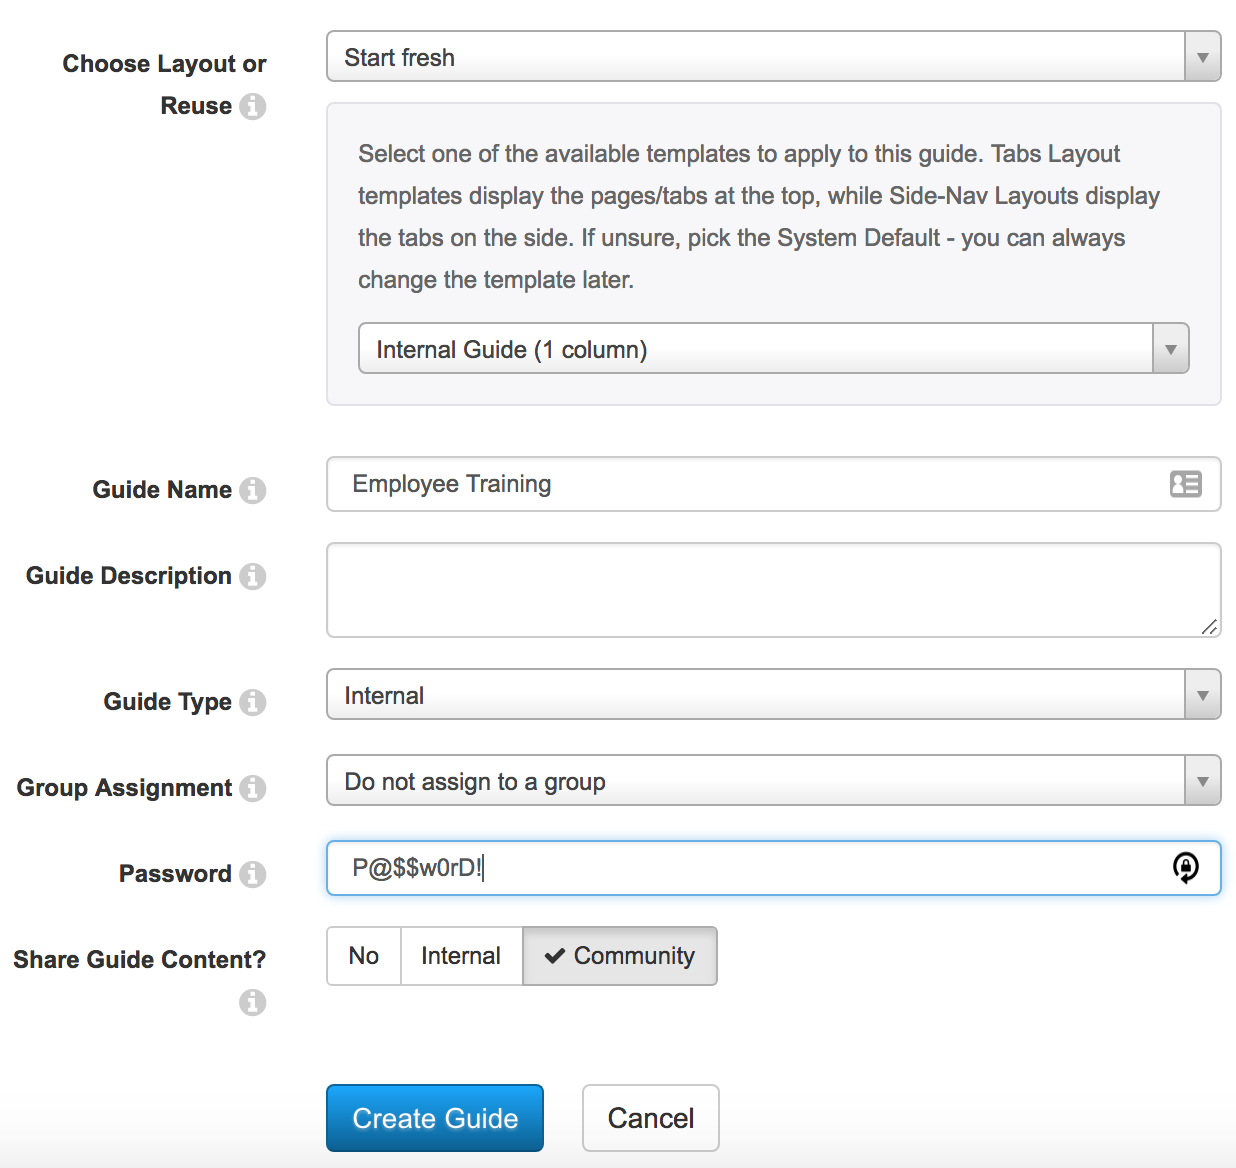 Choose Layout or
Reuse
Start fresh
Select one of the available templates to apply to this guide. Tabs Layout
templates display the pages/tabs at the top, while Side-Nav Layouts display
the tabs on the side. If unsure, pick the System Default - you can always
change the template later.
Internal Guide (1 column)
Guide Name
Employee Training
Guide Description
Guide Type
Internal
Group Assignment
Do not assign to a group
Password
P@$$w0rD!
Share Guide Content?
No
Internal
Community
Create Guide
Cancel